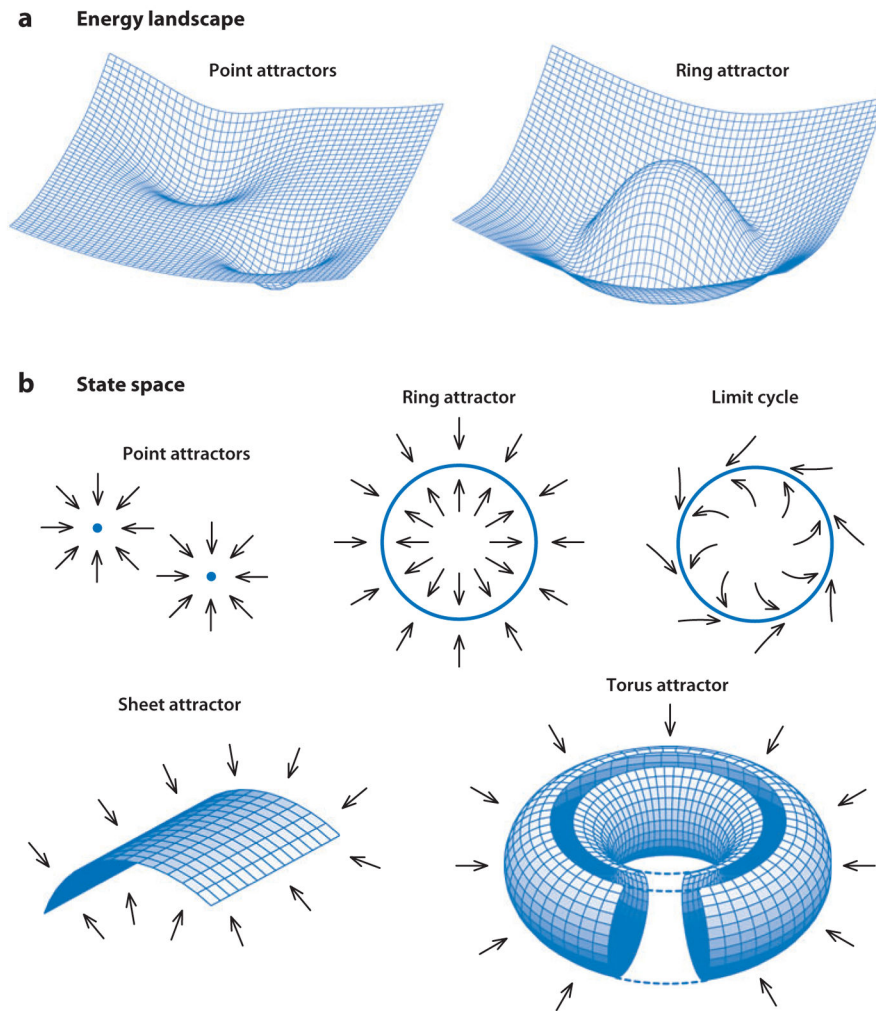 a Energy landscape
Point attractors
Ring attractor
b State space
Point attractors
Ring attractor
Limit cycle
Sheet attractor
Torus attractor